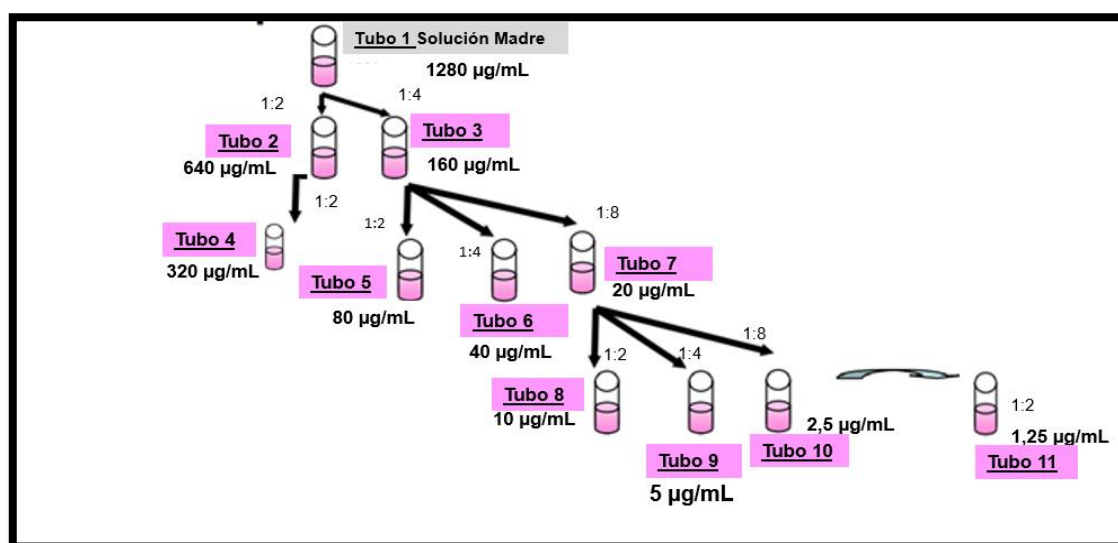 Tubo 1 Solución Madre
1280 µg/mL
1:2
1:4
Tubo 2
640 µg/mL
Tubo 3
160 µg/mL
1:2
Tubo 4
320 µg/mL
1:2
1:4
1:8
Tubo 5
80 µg/mL
Tubo 6
40 µg/mL
Tubo 7
20 µg/mL
1:2
1:4
1:8
Tubo 8
10 µg/mL
Tubo 9
5 µg/mL
2,5 µg/mL
Tubo 10
1:2
1,25 µg/mL
Tubo 11